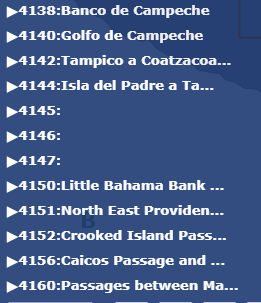 ▶4138:Banco de Campeche
▶4140:Golfo de Campeche
▶4142:Tampico a Coatzacoa...
▶4144:Isla del Padre a Ta...
▶4145:
▶4146:
▶4147:
▶4150:Little Bahama Bank ...
▶4151:North East Providen...
▶4152:Crooked Island Pass...
▶4156:Caicos Passage and ...
▶4160:Passages between Ma...
B